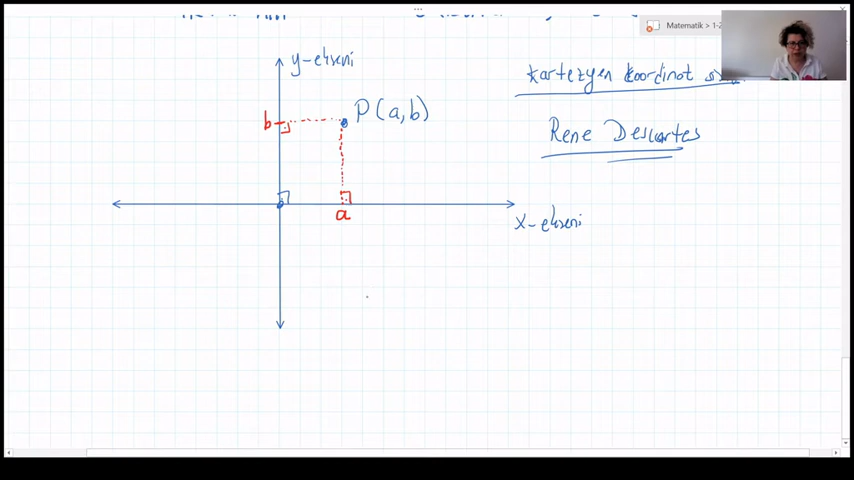 Matematik > 1-2
y-ekseni
kartezyen koordinat
P(a,b)
b
Rene Descartes
a
x-ekseni